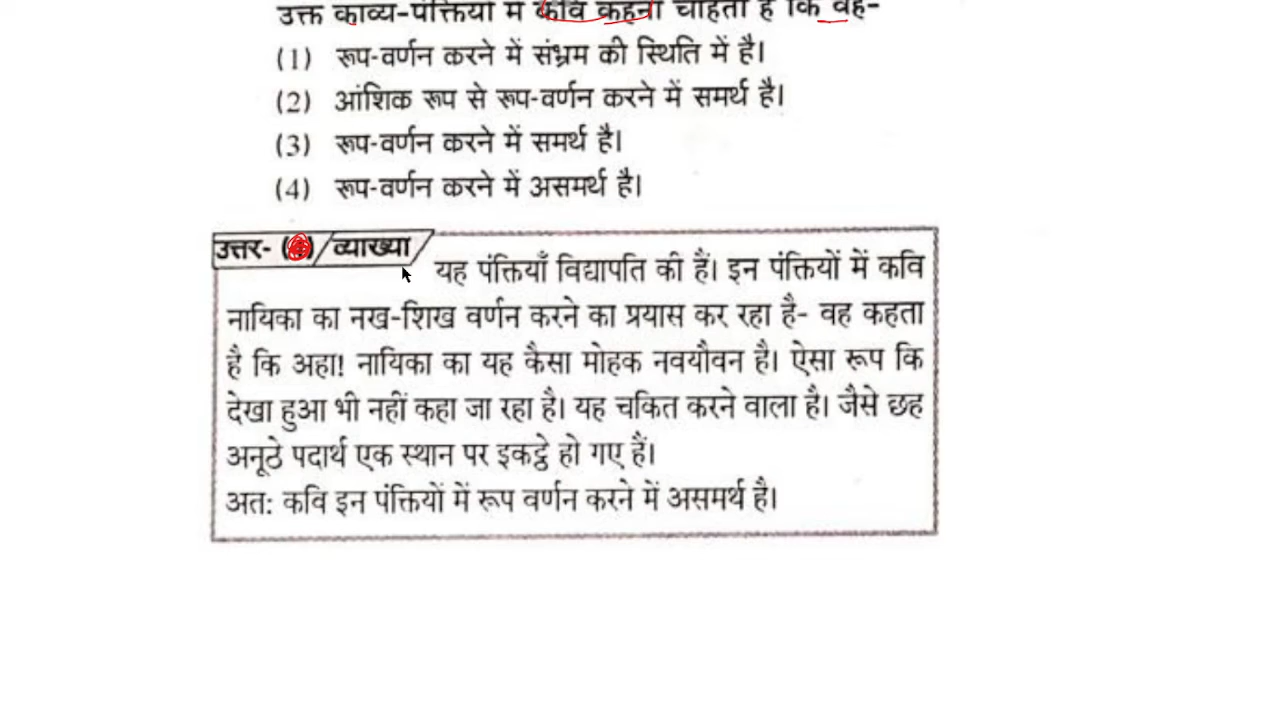 उक्त काव्य-पंक्तियों में कवि कहना चाहता है कि वह-
(1) रूप-वर्णन करने में संभ्रम की स्थिति में है।
(2) आंशिक रूप से रूप-वर्णन करने में समर्थ है।
(3) रूप-वर्णन करने में समर्थ है।
(4) रूप-वर्णन करने में असमर्थ है।
उत्तर- ( )/व्याख्या
यह पंक्तियाँ विद्यापति की हैं। इन पंक्तियों में कवि
नायिका का नख-शिख वर्णन करने का प्रयास कर रहा है- वह कहता
है कि अहा! नायिका का यह कैसा मोहक नवयौवन है। ऐसा रूप कि
देखा हुआ भी नहीं कहा जा रहा है। यह चकित करने वाला है। जैसे छह
अनूठे पदार्थ एक स्थान पर इकट्ठे हो गए हैं।
अत: कवि इन पंक्तियों में रूप वर्णन करने में असमर्थ है।